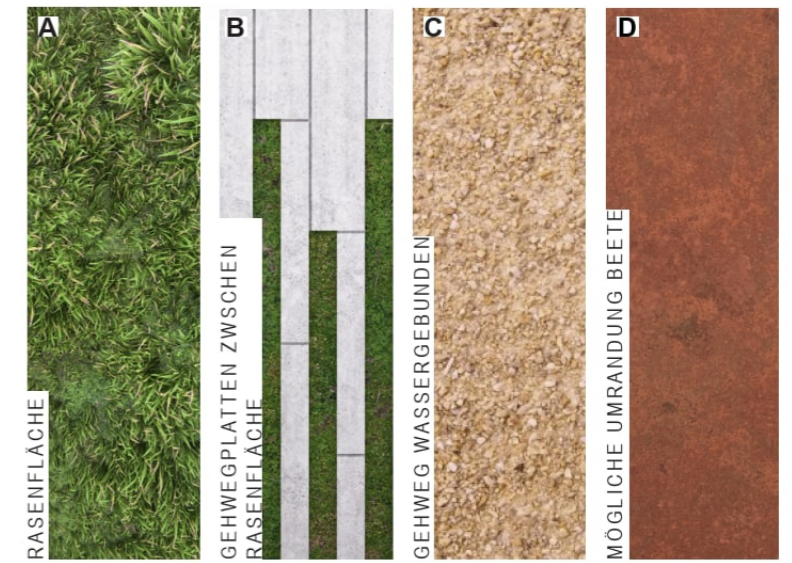 A
RASENFLÄCHE
B
GEHWEGPLATTEN ZWSCHEN
RASENFLÄCHE
C
GEHWEG WASSERGEBUNDEN
D
MÖGLICHE UMRANDUNG BEETE